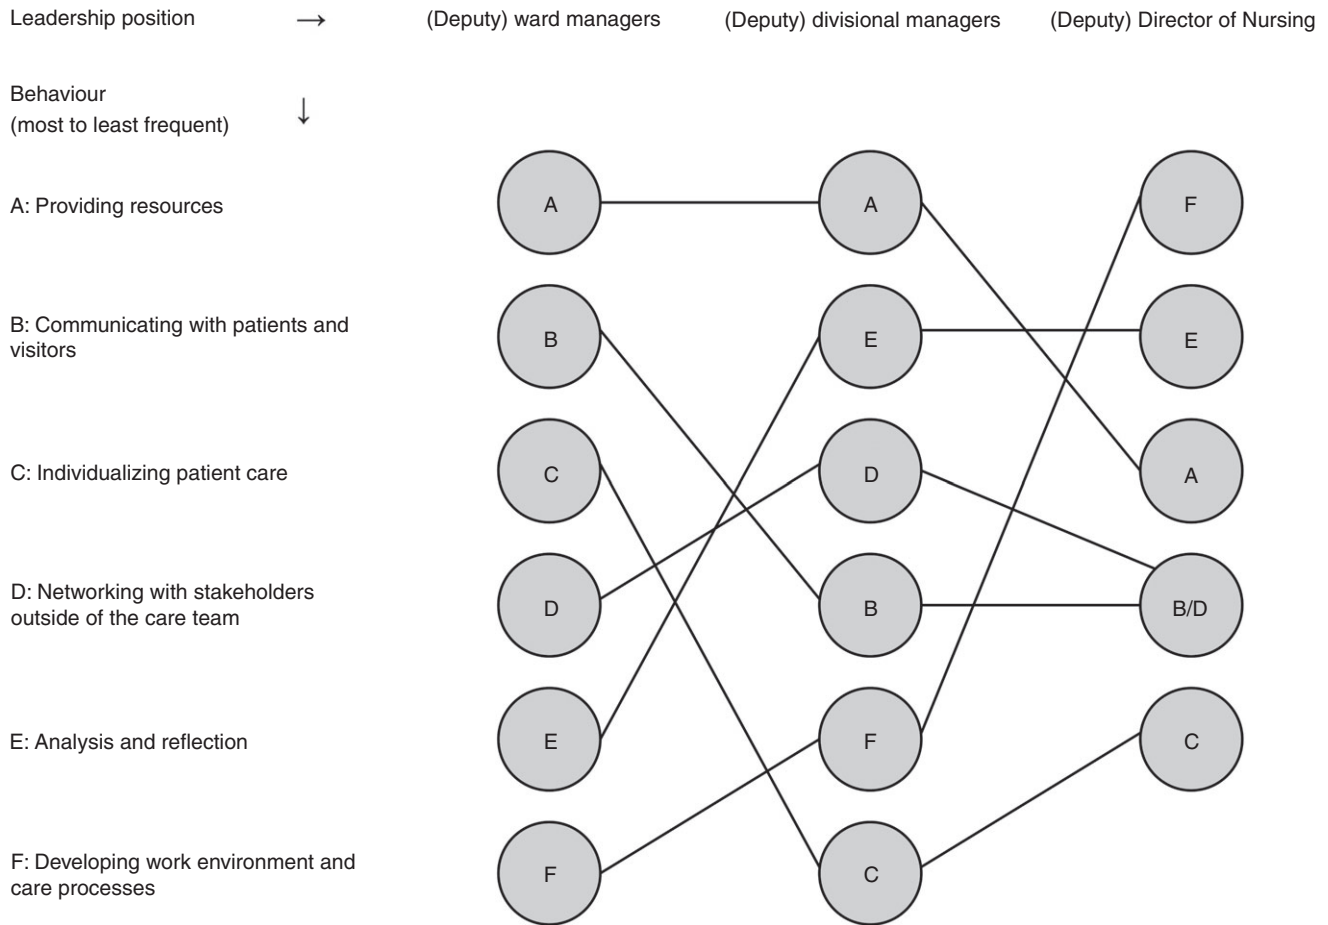 Leadership position → (Deputy) ward managers (Deputy) divisional managers (Deputy) Director of Nursing
Behaviour
(most to least frequent) ↓
A: Providing resources A A F
B: Communicating with patients and
visitors B E E
C: Individualizing patient care C D A
D: Networking with stakeholders
outside of the care team D B B/D
E: Analysis and reflection E F C
F: Developing work environment and
care processes F C